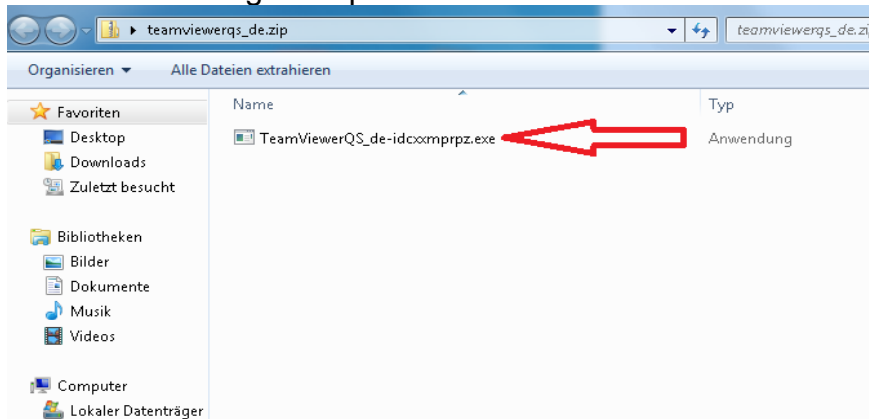 teamviewerqs_de.zip teamviewerqs_de.zi
Organisieren Alle Dateien extrahieren
Name Typ
Favoriten
Desktop
Downloads
Zuletzt besucht
TeamViewerQS_de-idcxxmprpz.exe Anwendung
Bibliotheken
Bilder
Dokumente
Musik
Videos
Computer
Lokaler Datenträger